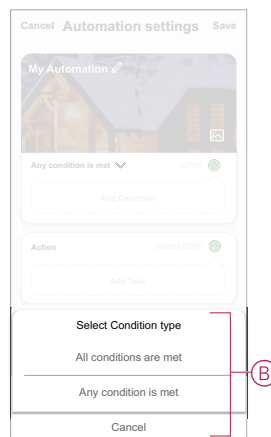 Cancel Automation settings Save
My Automation
Any condition is met
Add Condition
Action
Add Task
Select Condition type
All conditions are met
Any condition is met
B
Cancel